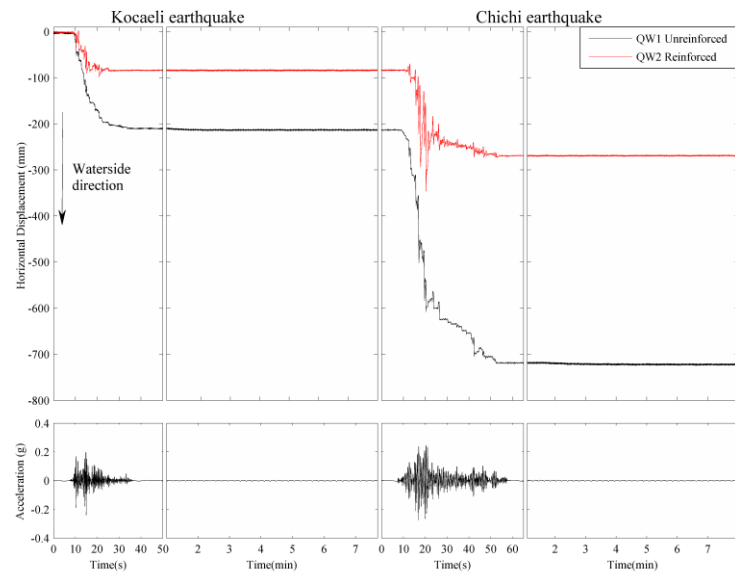 Kocaeli earthquake
Chichi earthquake
QW1 Unreinforced
QW2 Reinforced
0
-100
-200
-300
-400
-500
-600
-700
-800
Horizontal Displacement (mm)
Waterside
direction
0.4
0.2
0
-0.2
-0.4
Acceleration (g)
0 10 20 30 40 50
2 3 4 5 6 7
0 10 20 30 40 50 60
2 3 4 5 6 7
Time(s)
Time(min)
Time(s)
Time(min)